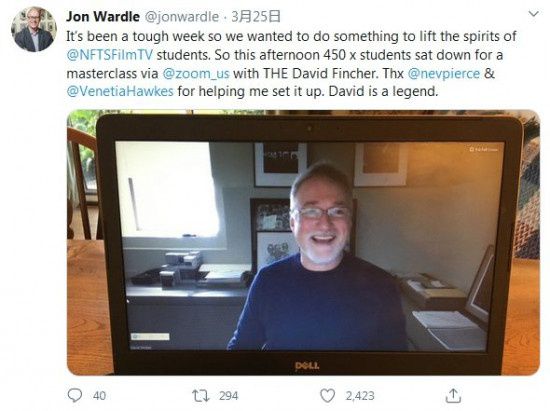 Jon Wardle @jonwardle · 3月25日
It's been a tough week so we wanted to do something to lift the spirits of
@NFTSFilmTV students. So this afternoon 450 x students sat down for a
masterclass via @zoom_us with THE David Fincher. Thx @nevpierce &
@VenetiaHawkes for helping me set it up. David is a legend.
DELL
40 294 2,423